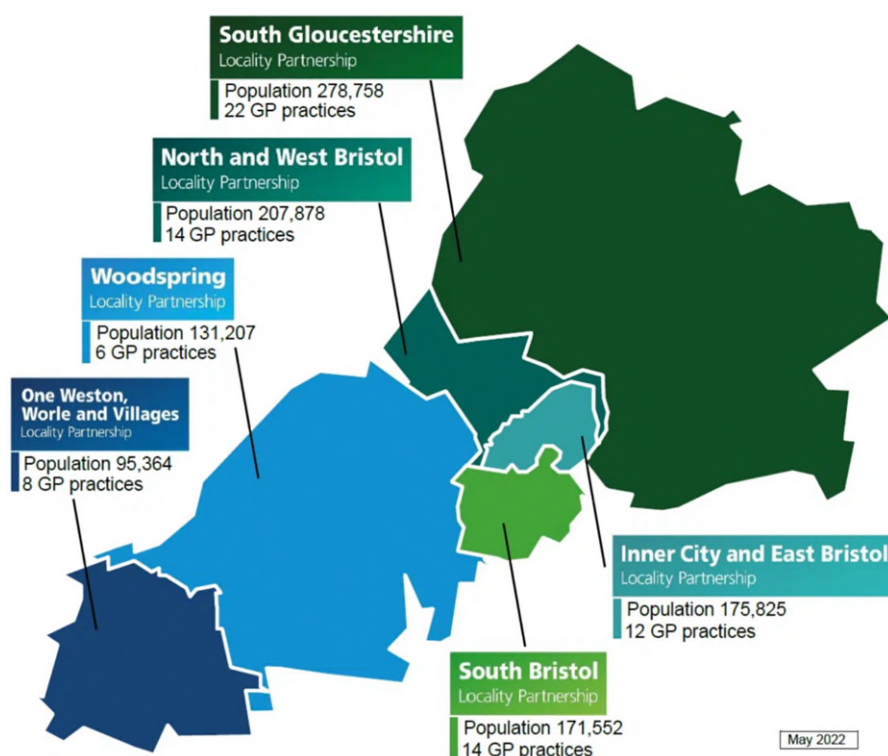 South Gloucestershire
Locality Partnership
Population 278,758
22 GP practices
North and West Bristol
Locality Partnership
Population 207,878
14 GP practices
Woodspring
Locality Partnership
Population 131,207
6 GP practices
One Weston,
Worle and Villages
Locality Partnership
Population 95,364
8 GP practices
Inner City and East Bristol
Locality Partnership
Population 175,825
12 GP practices
South Bristol
Locality Partnership
Population 171,552
14 GP practices
May 2022